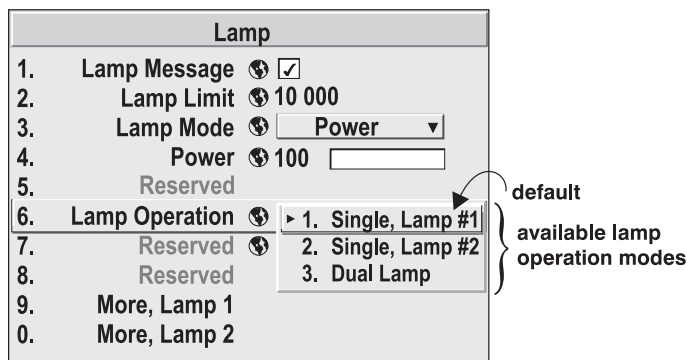 Lamp
1. Lamp Message
2. Lamp Limit 10 000
3. Lamp Mode Power
4. Power 100
5. Reserved
6. Lamp Operation 1. Single, Lamp #1
7. Reserved 2. Single, Lamp #2
8. Reserved 3. Dual Lamp
9. More, Lamp 1
0. More, Lamp 2
default
available lamp
operation modes